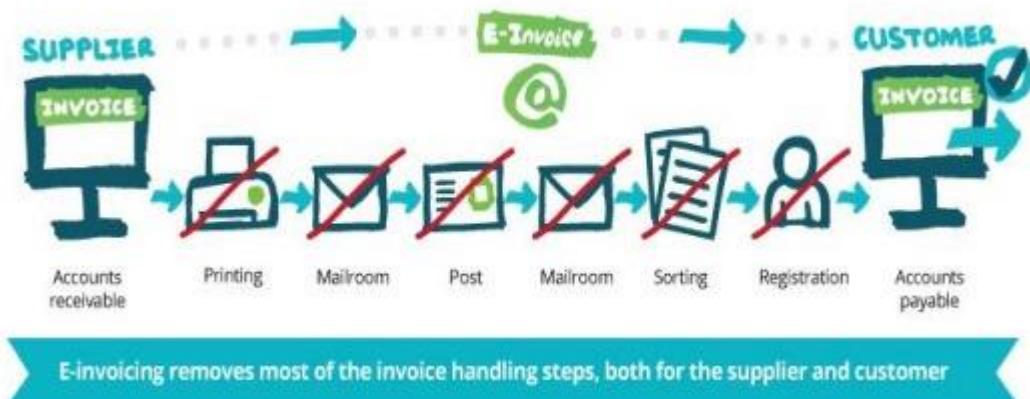 SUPPLIER
E-Invoice
CUSTOMER
INVOICE
@
INVOICE
Accounts
receivable
Printing
Mailroom
Post
Mailroom
Sorting
Registration
Accounts
payable
E-invoicing removes most of the invoice handling steps, both for the supplier and customer